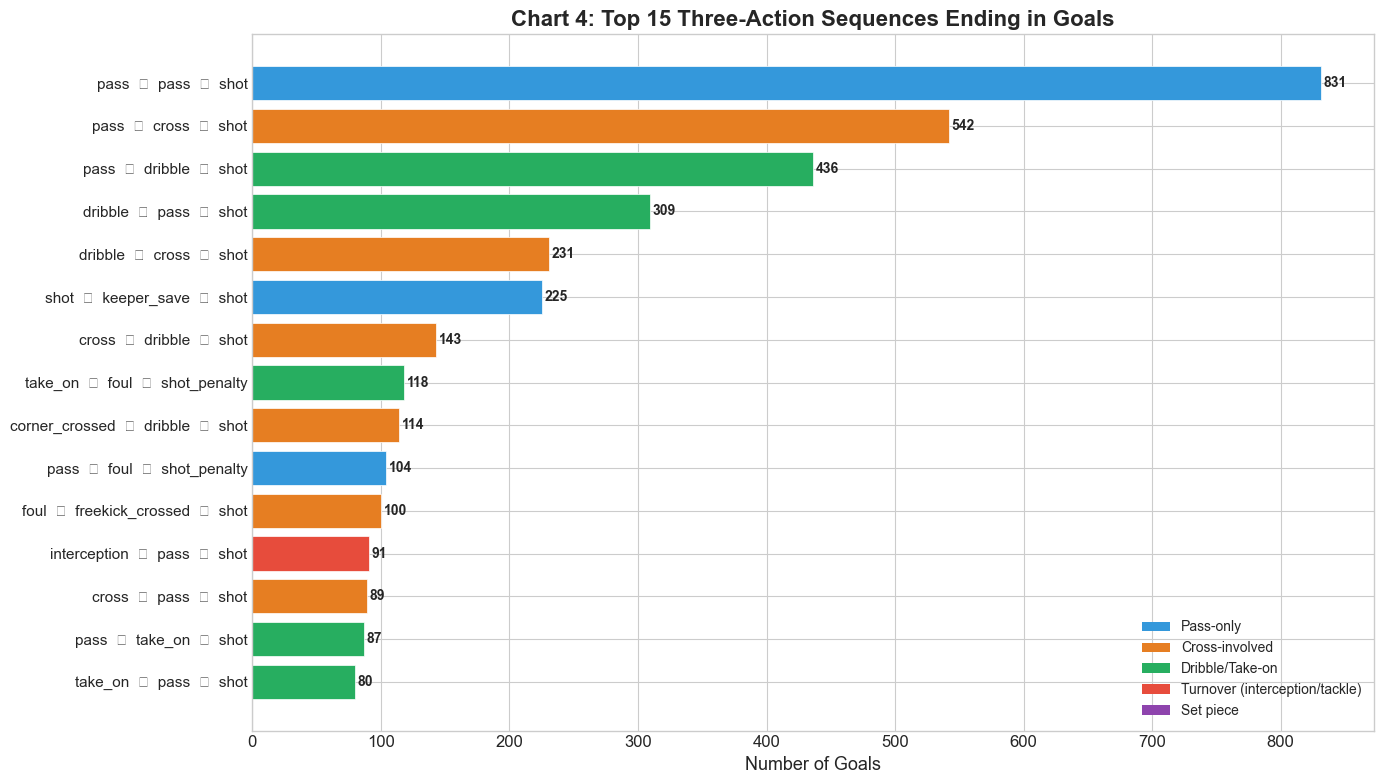 Chart 4: Top 15 Three-Action Sequences Ending in Goals
pass □ pass □ shot 831
pass □ cross □ shot 542
pass □ dribble □ shot 436
dribble □ pass □ shot 309
dribble □ cross □ shot 231
shot □ keeper_save □ shot 225
cross □ dribble □ shot 143
take_on □ foul □ shot_penalty 118
corner_crossed □ dribble □ shot 114
pass □ foul □ shot_penalty 104
foul □ freekick_crossed □ shot 100
interception □ pass □ shot 91
cross □ pass □ shot 89
pass □ take_on □ shot 87
take_on □ pass □ shot 80
Pass-only
Cross-involved
Dribble/Take-on
Turnover (interception/tackle)
Set piece
0 100 200 300 400 500 600 700 800
Number of Goals